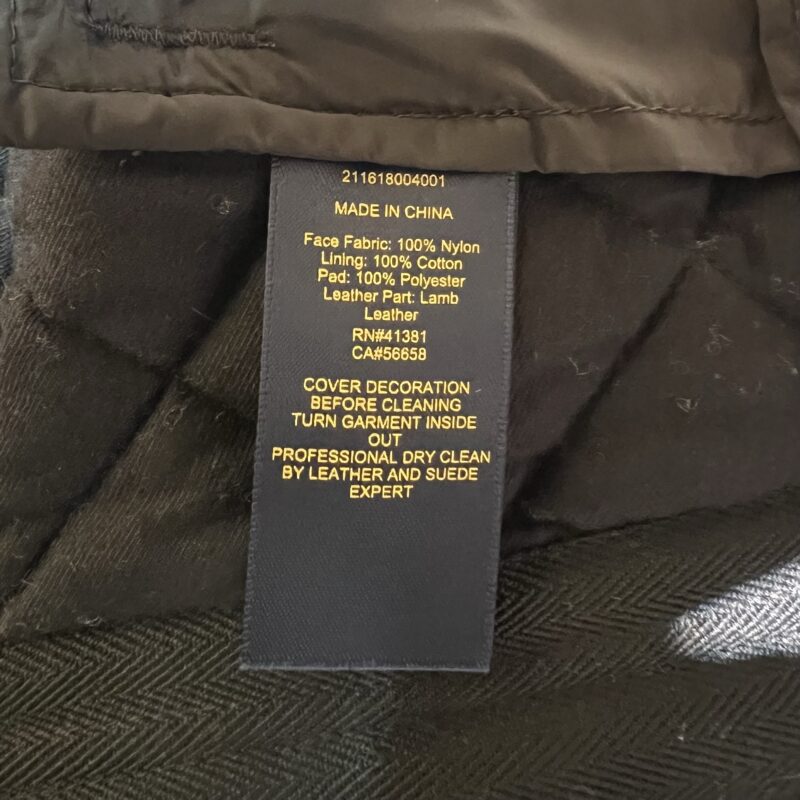 211618004001
MADE IN CHINA
Face Fabric: 100% Nylon
Lining: 100% Cotton
Pad: 100% Polyester
Leather Part: Lamb
Leather
RN#41381
CA#56658
COVER DECORATION
BEFORE CLEANING
TURN GARMENT INSIDE
OUT
PROFESSIONAL DRY CLEAN
BY LEATHER AND SUEDE
EXPERT